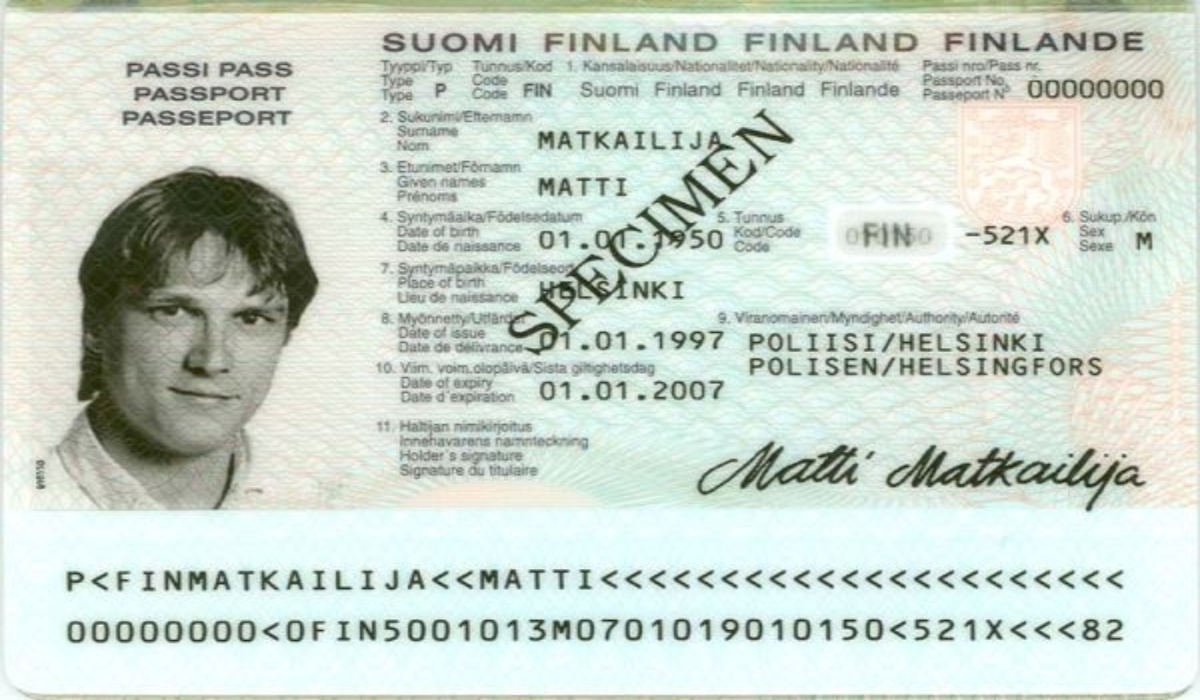 SUOMI FINLAND FINLAND FINLANDE
PASSI PASS
PASSPORT
PASSEPORT
Tyyppi/Typ Tunnus/Kod 1. Kansalaisuus/Nationalitet/Nationality/Nationalité Passi nro/Pass nr.
Type Code Passport No.
Type P Code FIN Suomi Finland Finland Finlande Passeport N° 00000000
2. Sukunimi/Efternamn
Surname
Nom MATKAILIJA
3. Etunimet/Förnamn
Given names
Prénoms MATTI
4. Syntymäaika/Födelsedatum 5. Tunnus 6. Sukup./Kön
Date of birth Kod/Code Sex
Date de naissance 01.01.1950 Code FIN -521X Sexe M
7. Syntymäpaikka/Födelseort
Place of birth
Lieu de naissance HELSINKI
SPECIMEN
8. Myönnetty/Utfärdat 9. Viranomainen/Myndighet/Authority/Autorité
Date of issue
Date de délivrance 01.01.1997 POLIISI/HELSINKI
POLISEN/HELSINGFORS
10. Viim. voim.olopäivä/Sista giltighetsdag
Date of expiry
Date d'expiration 01.01.2007
11. Haltijan nimikirjoitus
Innehavarens namnteckning
Holder's signature
Signature du titulaire
Matti Matkailija
P<FINMATKAILIJA<<MATTI<<<<<<<<<<<<<<<<<<<<<<
00000000<0FIN5001013M0701019010150<521X<<<82